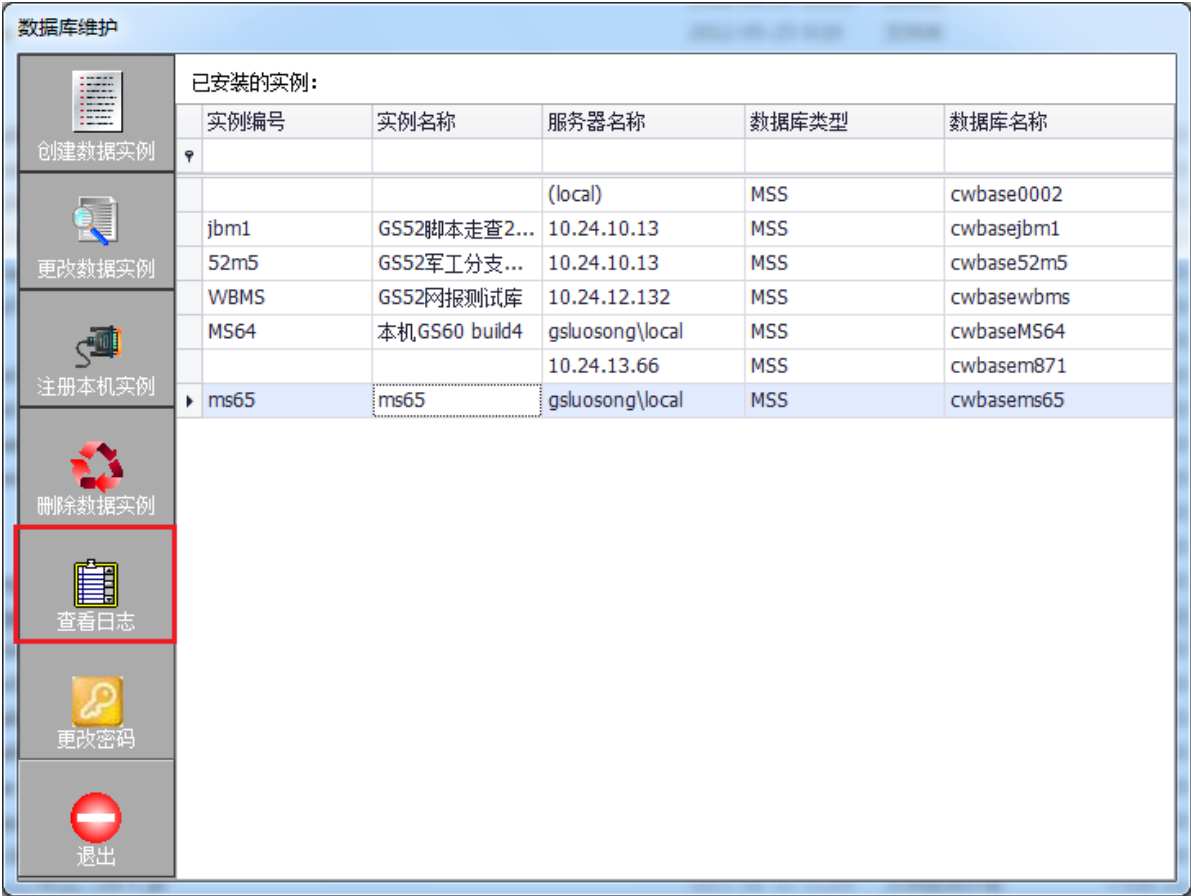 数据库维护
创建数据实例
更改数据实例
注册本机实例
删除数据实例
查看日志
更改密码
退出
已安装的实例：
实例编号 实例名称 服务器名称 数据库类型 数据库名称
(local) MSS cwbase0002
jbm1 GS52脚本走查2... 10.24.10.13 MSS cwbasejbm1
52m5 GS52军工分支... 10.24.10.13 MSS cwbase52m5
WBMS GS52网报测试库 10.24.12.132 MSS cwbasewbms
MS64 本机GS60 build4 gsluosong\local MSS cwbaseMS64
10.24.13.66 MSS cwbasem871
ms65 ms65 gsluosong\local MSS cwbasems65